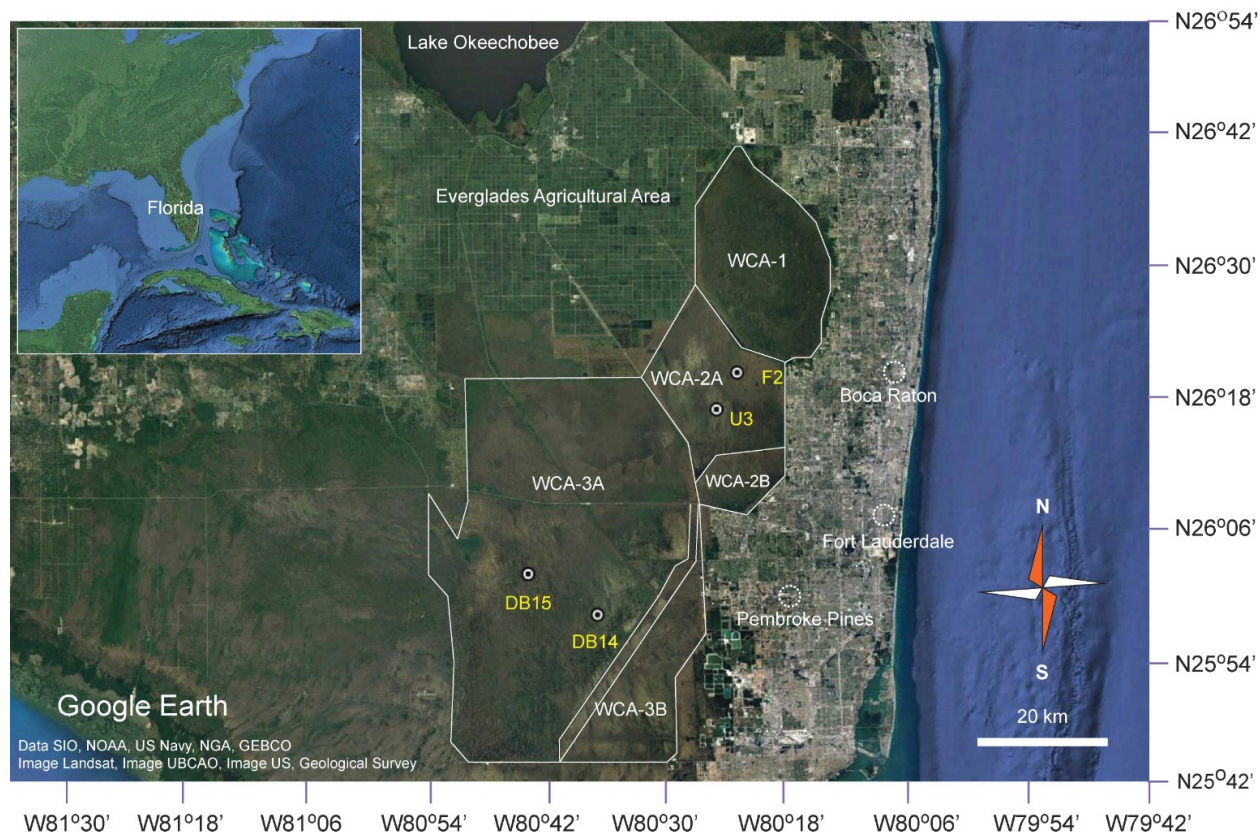 Lake Okeechobee
N26°54'
N26°42'
Florida
Everglades Agricultural Area
WCA-1
N26°30'
WCA-2A
F2
Boca Raton
N26°18'
U3
WCA-3A
WCA-2B
N
N26°06'
Fort Lauderdale
DB15
Pembroke Pines
DB14
S
N25°54'
Google Earth
WCA-3B
20 km
Data SIO, NOAA, US Navy, NGA, GEBCO
Image Landsat, Image UBCAO, Image US, Geological Survey
N25°42'
W81°30' W81°18' W81°06' W80°54' W80°42' W80°30' W80°18' W80°06' W79°54' W79°42'